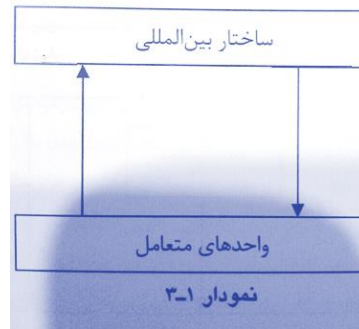 ساختار بین‌المللی
واحدهای متعامل
نمودار ۱ـ۳